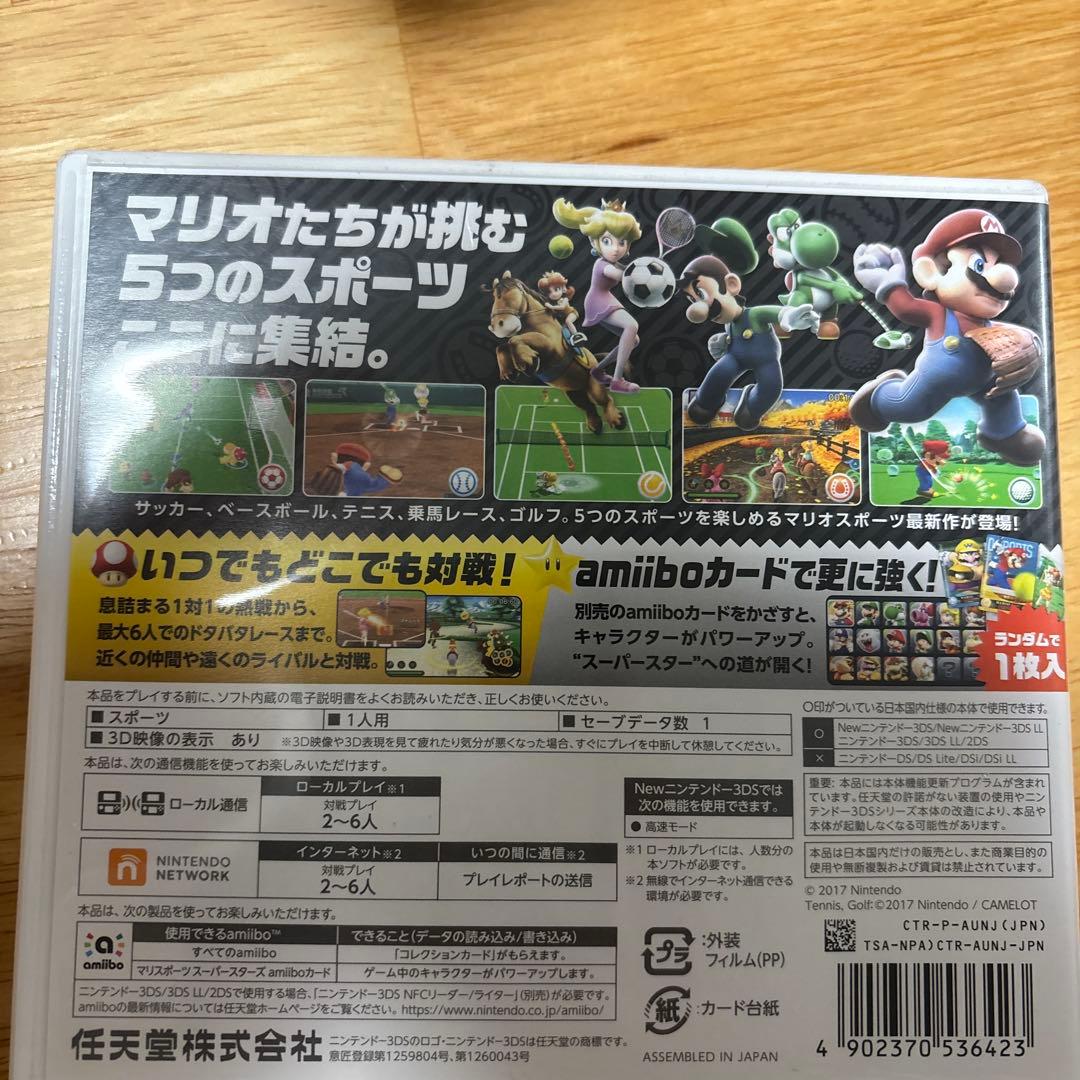 マリオたちが挑む
5つのスポーツ
ここに集結。
サッカー、ベースボール、テニス、乗馬レース、ゴルフ。5つのスポーツを楽しめるマリオスポーツ最新作が登場!
いつでもどこでも対戦!
息詰まる1対1の熱戦から、
最大6人でのドタバタレースまで。
近くの仲間や遠くのライバルと対戦。
amiiboカードで更に強く!
別売のamiiboカードをかざすと、
キャラクターがパワーアップ。
“スーパースター”への道が開く!
ランダムで
1枚入
本品をプレイする前に、ソフト内蔵の電子説明書をよくお読みいただき、正しくお使いください。
■スポーツ
■1人用
■セーブデータ数 1
■3D映像の表示 あり ※3D映像や3D表現を見て疲れたり気分が悪くなった場合、すぐにプレイを中断して休憩してください。
本品は、次の通信機能を使ってお楽しみいただけます。
ローカル通信
ローカルプレイ※1
対戦プレイ
2〜6人
NINTENDO
NETWORK
インターネット※2
対戦プレイ
2〜6人
いつの間に通信※2
プレイレポートの送信
Newニンテンドー3DSでは
次の機能を使用できます。
●高速モード
※1 ローカルプレイには、人数分の
本ソフトが必要です。
※2 無線でインターネット通信できる
環境が必要です。
〇印がついている日本国内仕様の本体で使用できます。
○ Newニンテンドー3DS/Newニンテンドー3DS LL
ニンテンドー3DS/3DS LL/2DS
× ニンテンドーDS/DS Lite/DSi/DSi LL
重要: 本品には本体機能更新プログラムが含まれ
ています。任天堂の許諾がない装置の使用やニン
テンドー3DSシリーズ本体の改造により、本品や
本体が起動しなくなる可能性があります。
本品は日本国内だけの販売とし、また商業目的の
使用や無断複製および賃貸は禁止されています。
© 2017 Nintendo
Tennis, Golf:©2017 Nintendo / CAMELOT
CTR-P-AUNJ(JPN)
TSA-NPA)CTR-AUNJ-JPN
本品は、次の製品を使ってお楽しみいただけます。
amiibo
使用できるamiibo™
できること(データの読み込み/書き込み)
すべてのamiibo
「コレクションカード」がもらえます。
マリスポーツ スーパースターズ amiiboカード
ゲーム中のキャラクターがパワーアップします。
ニンテンドー3DS/3DS LL/2DSで使用する場合、「ニンテンドー3DS NFCリーダー/ライター」(別売)が必要です。
amiiboの最新情報については任天堂ホームページをご覧ください。https://www.nintendo.co.jp/amiibo/
プラ
:外装
フィルム(PP)
紙
:カード台紙
任天堂株式会社
ニンテンドー3DSのロゴ・ニンテンドー3DSは任天堂の商標です。
意匠登録第1259804号、第1260043号
ASSEMBLED IN JAPAN
4 902370 536423